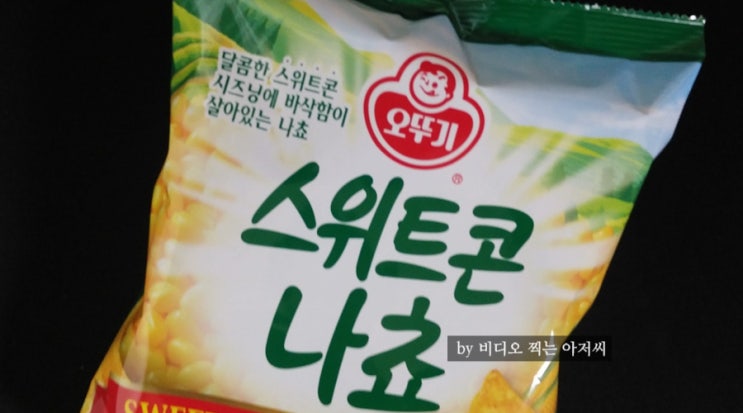 달콤한 스위트콘
시즈닝에 바삭함이
살아있는 나쵸
오뚜기
®
스위트콘
나쵸
by 비디오 찍는 아저씨